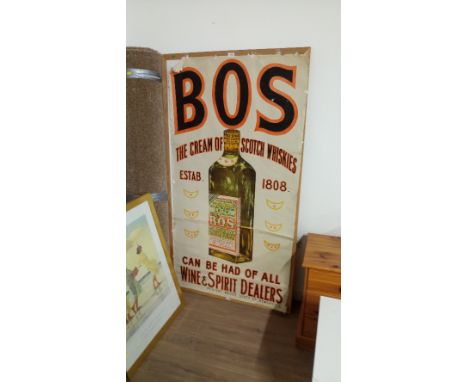 BOS
THE CREAM OF SCOTCH WHISKIES
ESTAB. 1808.
BOS
CAN BE HAD OF ALL
WINE & SPIRIT DEALERS